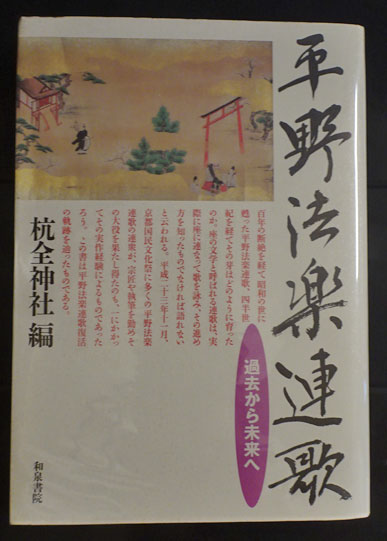 平野法楽連歌
過去から未来へ
百年の断絶を経て昭和の世に
甦った平野法楽連歌、四半世
紀を経てその芽はどのように育った
のか。座の文学と呼ばれる連歌は、実
際に座に連なって歌を詠み、その進め
方を知ったものでなければ語れない
と云われる。平成二十三年十一月、
京都国民文化祭に多くの平野法楽
連歌の連衆が、宗匠や執筆を勤めそ
の大役を果たし得たのも、一にかかっ
てその実作経験によるものであった
ろう。この書は平野法楽連歌復活
の軌跡を辿ったものである。
杭全神社 編
和泉書院